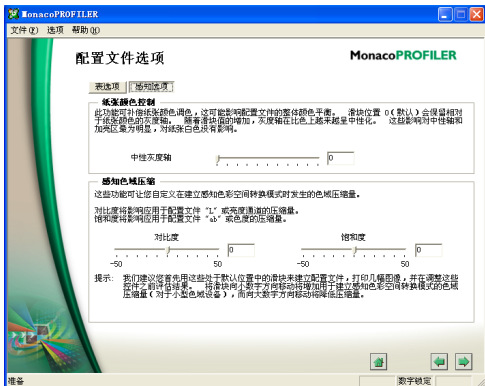 MonacoPROFILER
文件(F) 选项 帮助(H)
配置文件选项
MonacoPROFILER
表选项 感知选项
纸张颜色控制
此功能可补偿纸张颜色调色，这可能影响配置文件的整体颜色平衡。 滑块位置 0(默认)会保留相对
于纸张颜色的灰度轴。 随着滑块值的增加，灰度轴在比色上越来越呈中性化。 这些影响对中性轴和
加亮区最为明显，对纸张白色没有影响。
中性灰度轴 0
感知色域压缩
这些功能可让您自定义在建立感知色彩空间转换模式时发生的色域压缩量。
对比度将影响应用于配置文件 "L" 或亮度通道的压缩量。
饱和度将影响应用于配置文件 "ab" 或色度的压缩量。
对比度 饱和度
0 0
-50 50 -50 50
提示: 我们建议您首先用这些处于默认位置中的滑块来建立配置文件，打印几幅图像，并在调整这些
控件之前评估结果。 将滑块向小数字方向移动将增加用于建立感知色彩空间转换模式的色域
压缩量(对于小型色域设备)，而向大数字方向移动将降低压缩量。
准备 数字锁定